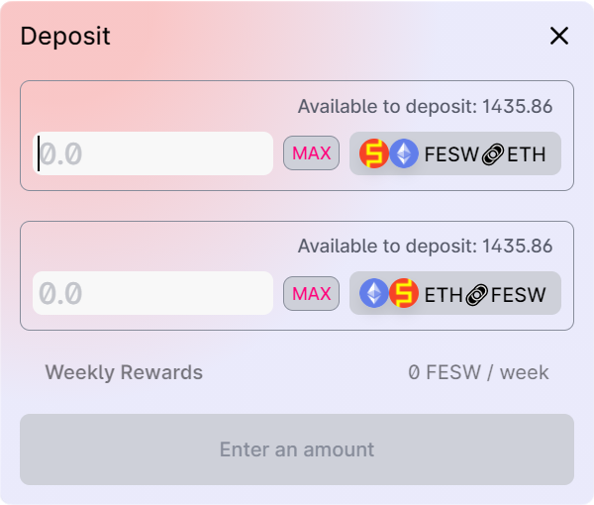 Deposit
Available to deposit: 1435.86
0.0 MAX FESW🔗ETH
Available to deposit: 1435.86
0.0 MAX ETH🔗FESW
Weekly Rewards 0 FESW / week
Enter an amount